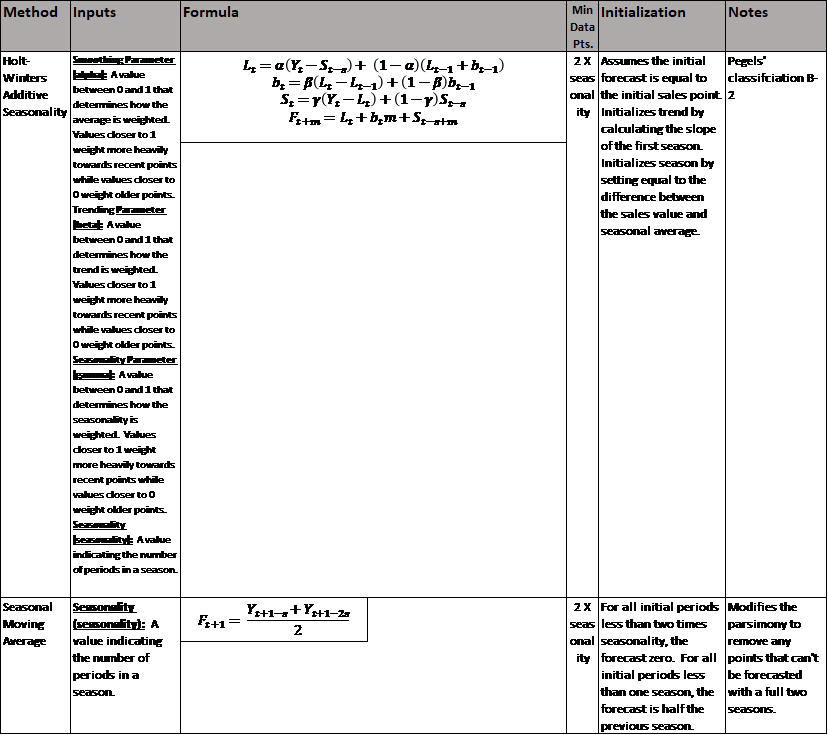 Method Inputs Formula Min Data Pts. Initialization Notes
Holt-
Winters
Additive
Seasonality
Smoothing Parameter
(alpha): A value
between 0 and 1 that
determines how the
average is weighted.
Values closer to 1
weight more heavily
towards recent points
while values closer to
0 weight older points.
Trending Parameter
(beta): A value
between 0 and 1 that
determines how the
trend is weighted.
Values closer to 1
weight more heavily
towards recent points
while values closer to
0 weight older points.
Seasonality Parameter
(gamma): A value
between 0 and 1 that
determines how the
seasonality is
weighted. Values
closer to 1 weight
more heavily towards
recent points while
values closer to 0
weight older points.
Seasonality
(seasonality): A value
indicating the number
of periods in a season.
L_t = α(Y_t − S_{t−s}) + (1 − α)(L_{t−1} + b_{t−1})
b_t = β(L_t − L_{t−1}) + (1 − β)b_{t−1}
S_t = γ(Y_t − L_t) + (1 − γ)S_{t−s}
F_{t+m} = L_t + b_t m + S_{t−s+m}
2 X
seas
onal
ity
Assumes the initial
forecast is equal to
the initial sales point.
Initializes trend by
calculating the slope
of the first season.
Initializes season by
setting equal to the
difference between
the sales value and
seasonal average.
Pegels'
classifciation B-
2
Seasonal
Moving
Average
Seasonality
(seasonality): A
value indicating
the number of
periods in a
season.
F_{t+1} = (Y_{t+1−s} + Y_{t+1−2s}) / 2
2 X
seas
onal
ity
For all initial periods
less than two times
seasonality, the
forecast zero. For all
initial periods less
than one season, the
forecast is half the
previous season.
Modifies the
parsimony to
remove any
points that can't
be forecasted
with a full two
seasons.